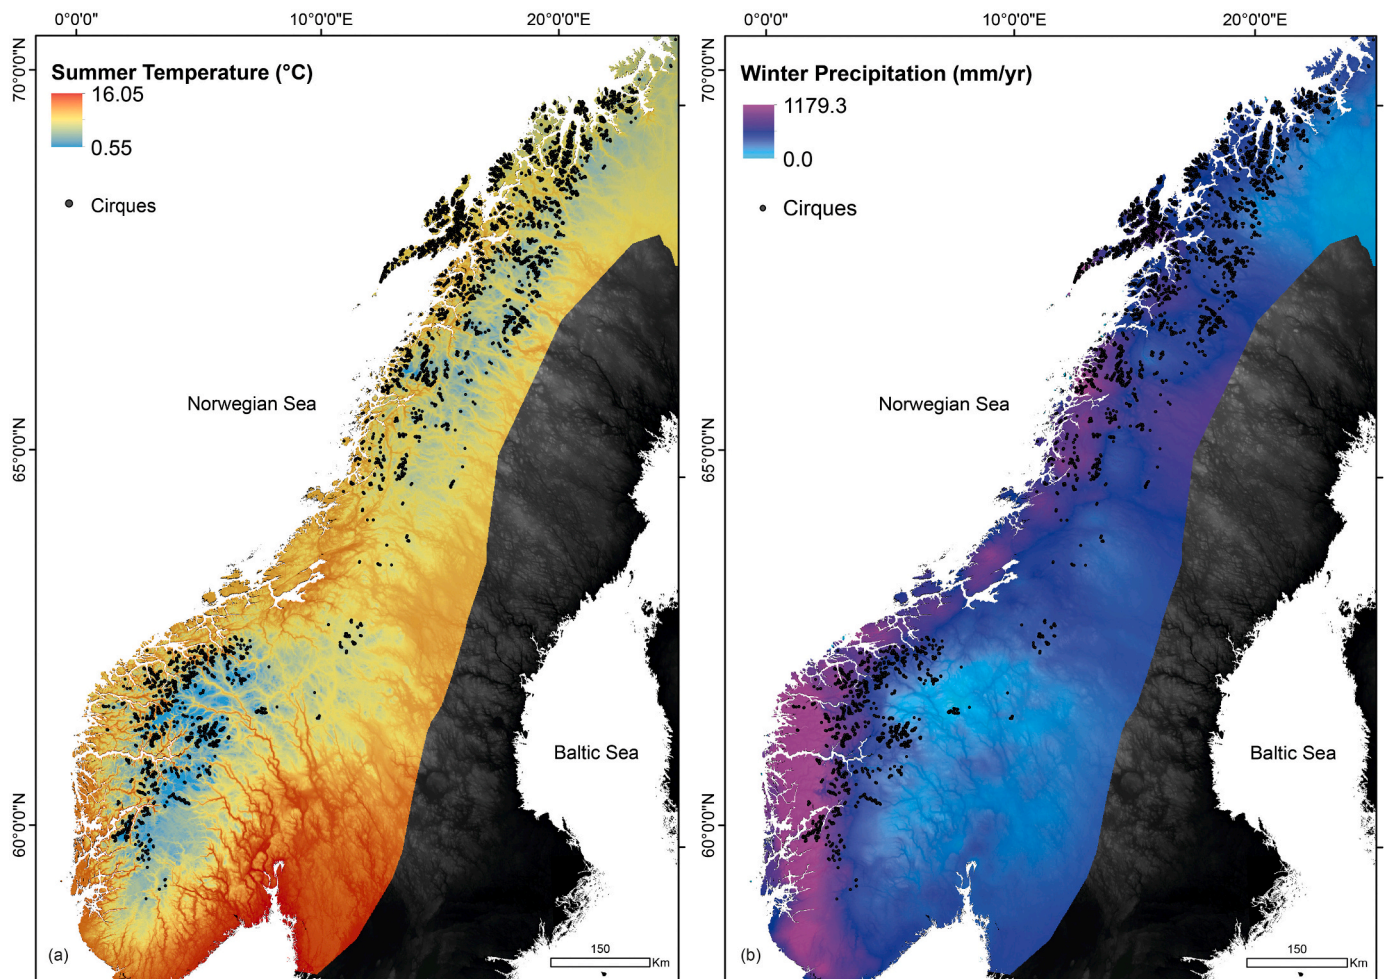 0°0'0"
10°0'0"E
20°0'0"E
70°0'0"N
65°0'0"N
60°0'0"N
Summer Temperature (°C)
16.05
0.55
Cirques
Norwegian Sea
Baltic Sea
(a)
150
Km
0°0'0"
10°0'0"E
20°0'0"E
70°0'0"N
65°0'0"N
60°0'0"N
Winter Precipitation (mm/yr)
1179.3
0.0
Cirques
Norwegian Sea
Baltic Sea
(b)
150
Km